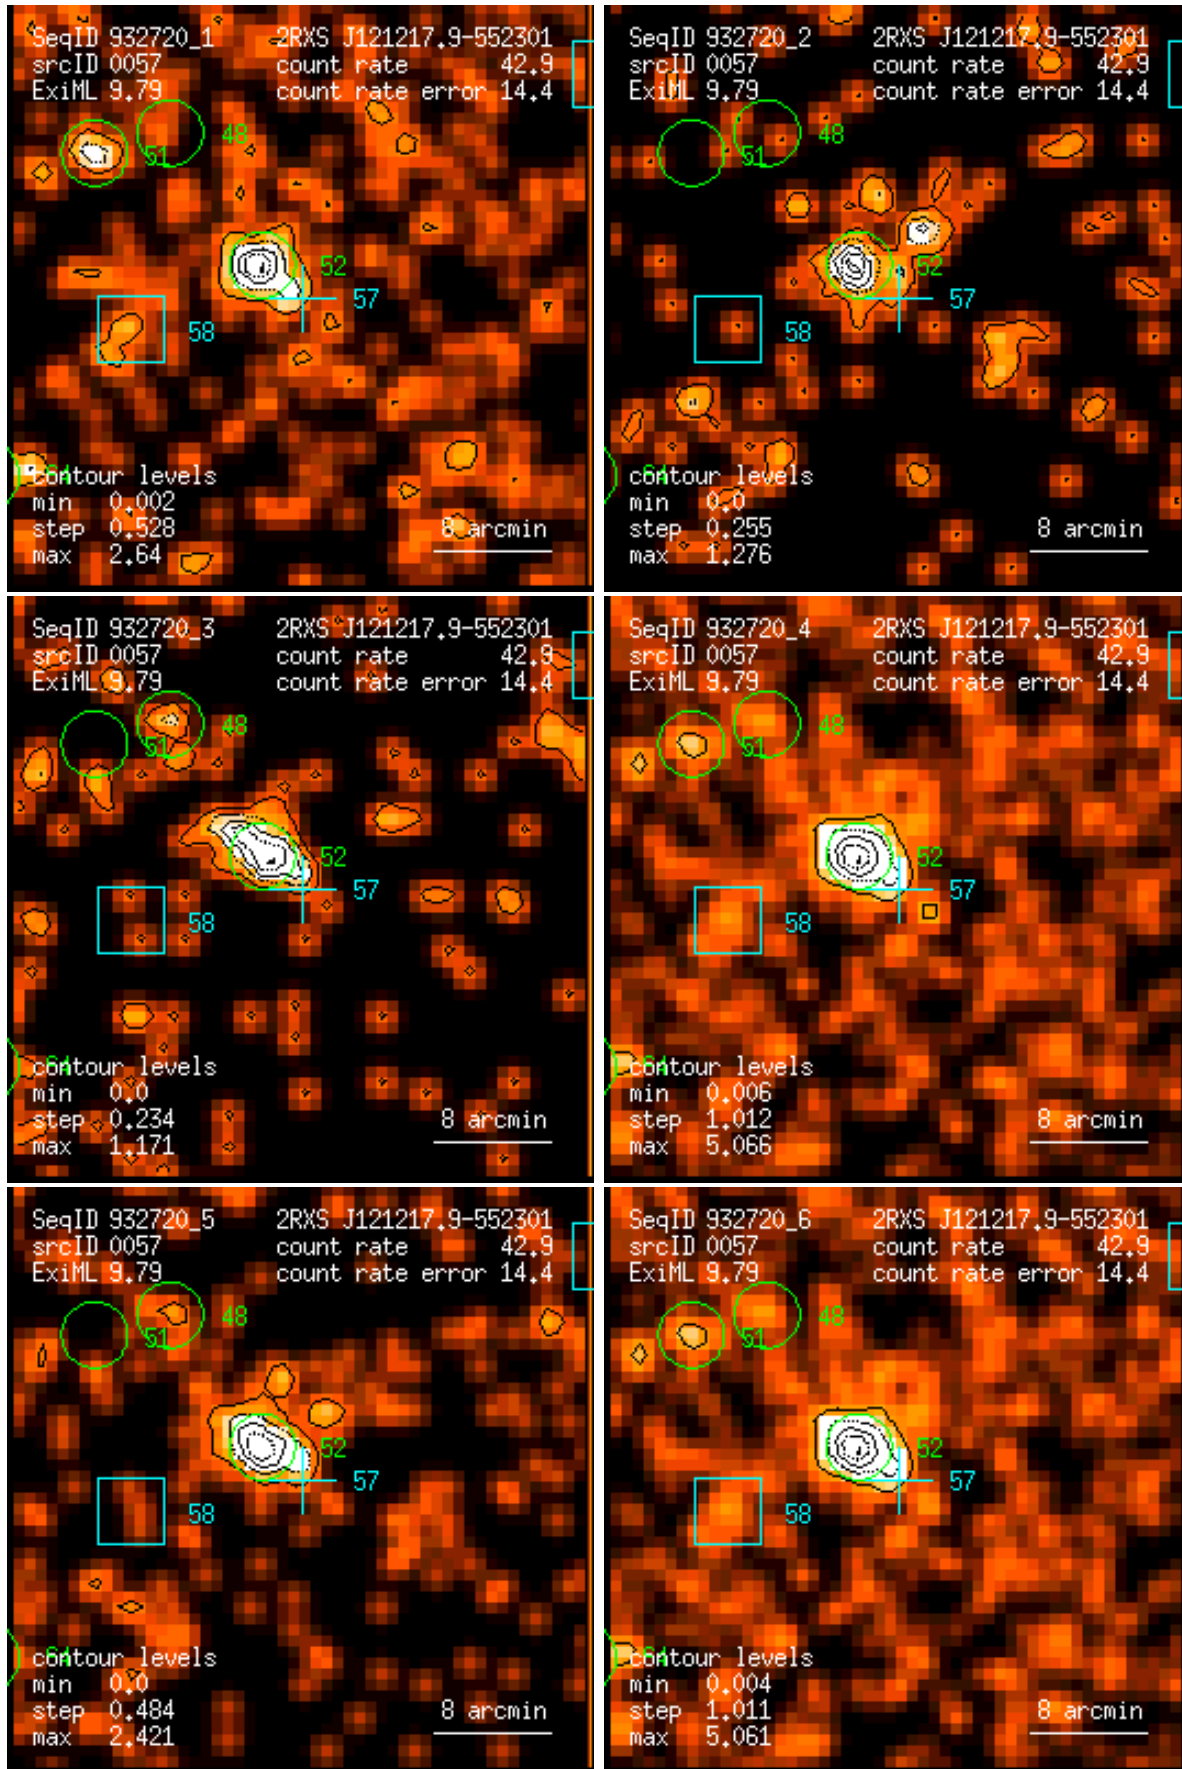 SeqID 932720_1 2RXS J121217.9-552301
srcID 0057 count rate 42.9
ExiML 9.79 count rate error 14.4
48
51
52
57
58
64
contour levels
min 0.002
step 0.528
max 2.64
8 arcmin
SeqID 932720_2 2RXS J121217.9-552301
srcID 0057 count rate 42.9
ExiML 9.79 count rate error 14.4
48
51
52
57
58
64
contour levels
min 0.0
step 0.255
max 1.276
8 arcmin
SeqID 932720_3 2RXS J121217.9-552301
srcID 0057 count rate 42.9
ExiML 9.79 count rate error 14.4
48
51
52
57
58
64
contour levels
min 0.0
step 0.234
max 1.171
8 arcmin
SeqID 932720_4 2RXS J121217.9-552301
srcID 0057 count rate 42.9
ExiML 9.79 count rate error 14.4
48
51
52
57
58
64
contour levels
min 0.006
step 1.012
max 5.066
8 arcmin
SeqID 932720_5 2RXS J121217.9-552301
srcID 0057 count rate 42.9
ExiML 9.79 count rate error 14.4
48
51
52
57
58
64
contour levels
min 0.0
step 0.484
max 2.421
8 arcmin
SeqID 932720_6 2RXS J121217.9-552301
srcID 0057 count rate 42.9
ExiML 9.79 count rate error 14.4
48
51
52
57
58
64
contour levels
min 0.004
step 1.011
max 5.061
8 arcmin